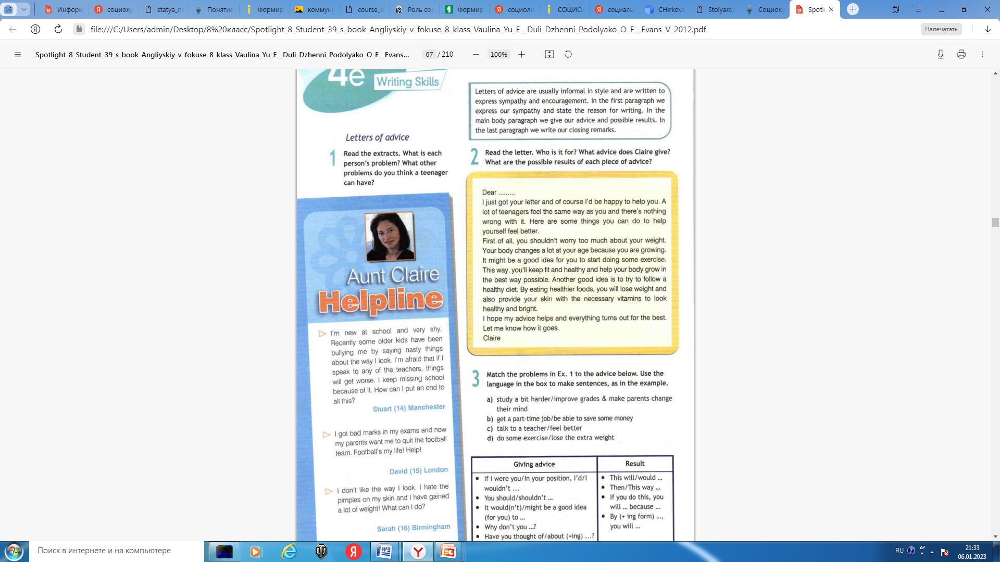 16
Информ
социоку
statya_ne
Понятие
Формир
коммун
course_ic
Роль соц
Формир
социоли
СОЦИО
социаль
CHirkova
Stolyarov
Социоку
Spotli
file:///C:/Users/admin/Desktop/8%20класс/Spotlight_8_Student_39_s_book_Angliyskiy_v_fokuse_8_klass_Vaulina_Yu_E__Duli_Dzhenni_Podolyako_O_E__Evans_V_2012.pdf
Напечатать
Spotlight_8_Student_39_s_book_Angliyskiy_v_fokuse_8_klass_Vaulina_Yu_E__Duli_Dzhenni_Podolyako_O_E__Evans...
67 / 210
100%
4e
Writing Skills
Letters of advice
1
Read the extracts. What is each
person's problem? What other
problems do you think a teenager
can have?
Aunt Claire
Helpline
I'm new at school and very shy.
Recently some older kids have been
bullying me by saying nasty things
about the way I look. I'm afraid that if I
speak to any of the teachers, things
will get worse. I keep missing school
because of it. How can I put an end to
all this?
Stuart (14) Manchester
I got bad marks in my exams and now
my parents want me to quit the football
team. Football's my life! Help!
David (15) London
I don't like the way I look. I hate the
pimples on my skin and I have gained
a lot of weight! What can I do?
Sarah (16) Birmingham
Letters of advice are usually informal in style and are written to
express sympathy and encouragement. In the first paragraph we
express our sympathy and state the reason for writing. In the
main body paragraph we give our advice and possible results. In
the last paragraph we write our closing remarks.
2
Read the letter. Who is it for? What advice does Claire give?
What are the possible results of each piece of advice?
Dear ........,
I just got your letter and of course I'd be happy to help you. A
lot of teenagers feel the same way as you and there's nothing
wrong with it. Here are some things you can do to help
yourself feel better.
First of all, you shouldn't worry too much about your weight.
Your body changes a lot at your age because you are growing.
It might be a good idea for you to start doing some exercise.
This way, you'll keep fit and healthy and help your body grow in
the best way possible. Another good idea is to try to follow a
healthy diet. By eating healthier foods, you will lose weight and
also provide your skin with the necessary vitamins to look
healthy and bright.
I hope my advice helps and everything turns out for the best.
Let me know how it goes.
Claire
3
Match the problems in Ex. 1 to the advice below. Use the
language in the box to make sentences, as in the example.
a) study a bit harder/improve grades & make parents change
their mind
b) get a part-time job/be able to save some money
c) talk to a teacher/feel better
d) do some exercise/lose the extra weight
Giving advice
• If I were you/In your position, I'd/I
wouldn't ...
• You should/shouldn't ...
• It would(n't)/might be a good idea
(for you) to ...
• Why don't you ...?
• Have you thought of/about (+ing) ...?
Result
• This will/would ...
• Then/This way ...
• If you do this, you
will ... because ...
• By (+ ing form) ...,
you will ...
Поиск в интернете и на компьютере
RU
21:33
06.01.2023